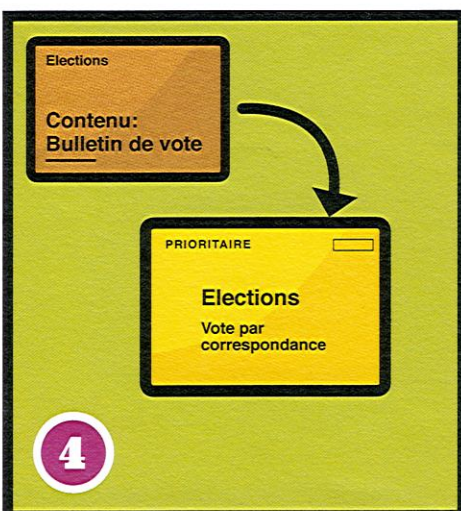 Elections
Contenu:
Bulletin de vote
PRIORITAIRE
Elections
Vote par
correspondance
4